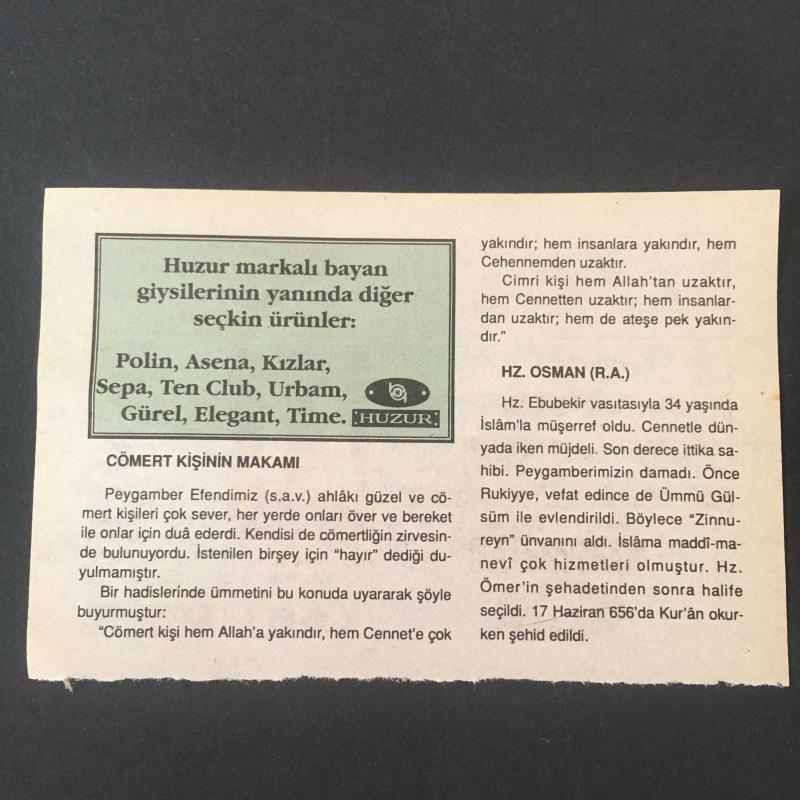 Huzur markalı bayan
giysilerinin yanında diğer
seçkin ürünler:
Polin, Asena, Kızlar,
Sepa, Ten Club, Urbam,
Gürel, Elegant, Time.
HUZUR
CÖMERT KİŞİNİN MAKAMI
Peygamber Efendimiz (s.a.v.) ahlâkı güzel ve cö-
mert kişileri çok sever, her yerde onları över ve bereket
ile onlar için duâ ederdi. Kendisi de cömertliğin zirvesin-
de bulunuyordu. İstenilen birşey için “hayır” dediği du-
yulmamıştır.
Bir hadislerinde ümmetini bu konuda uyararak şöyle
buyurmuştur:
“Cömert kişi hem Allah'a yakındır, hem Cennet'e çok
yakındır; hem insanlara yakındır, hem
Cehennemden uzaktır.
Cimri kişi hem Allah'tan uzaktır,
hem Cennetten uzaktır; hem insanlar-
dan uzaktır; hem de ateşe pek yakın-
dır.”
HZ. OSMAN (R.A.)
Hz. Ebubekir vasıtasıyla 34 yaşında
İslâm'la müşerref oldu. Cennetle dün-
yada iken müjdeli. Son derece ittika sa-
hibi. Peygamberimizin damadı. Önce
Rukiyye, vefat edince de Ümmü Gül-
süm ile evlendirildi. Böylece “Zinnu-
reyn” ünvanını aldı. İslâma maddî-ma-
nevî çok hizmetleri olmuştur. Hz.
Ömer'in şehadetinden sonra halife
seçildi. 17 Haziran 656'da Kur'ân okur-
ken şehid edildi.